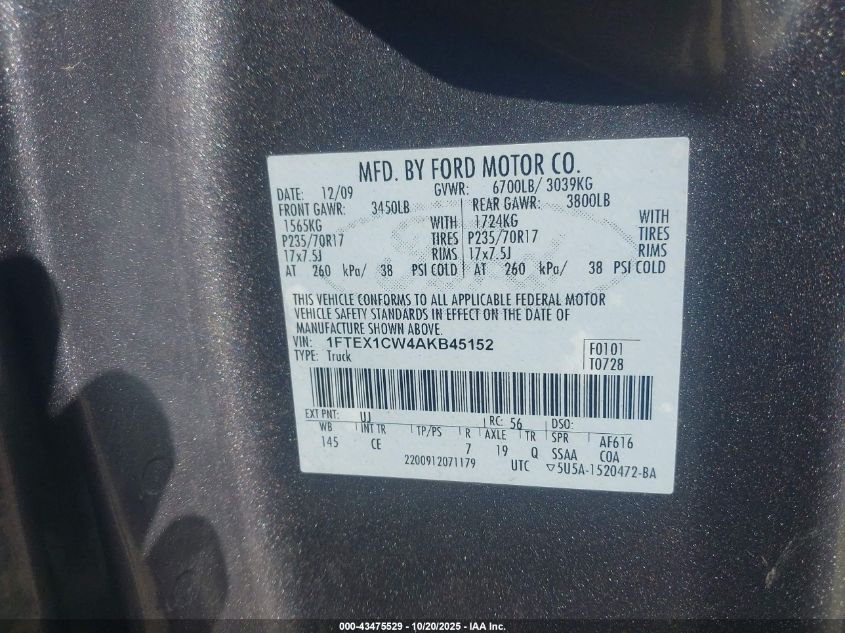 MFD. BY FORD MOTOR CO.
DATE: 12/09 GVWR: 6700LB/ 3039KG
FRONT GAWR: 3450LB REAR GAWR: 3800LB
1565KG WITH 1724KG WITH
P235/70R17 TIRES P235/70R17 TIRES
17x7.5J RIMS 17x7.5J RIMS
AT 260 kPa/ 38 PSI COLD AT 260 kPa/ 38 PSI COLD
THIS VEHICLE CONFORMS TO ALL APPLICABLE FEDERAL MOTOR
VEHICLE SAFETY STANDARDS IN EFFECT ON THE DATE OF
MANUFACTURE SHOWN ABOVE.
VIN: 1FTEX1CW4AKB45152 F0101
TYPE: Truck T0728
EXT PNT: UJ RC: 56 DSO:
WB INT TR TP/PS R AXLE TR SPR AF616
145 CE 7 19 Q SSAA COA
2200912071179 UTC ▽5U5A-1520472-BA
000-43475529 - 10/20/2025 - IAA Inc.